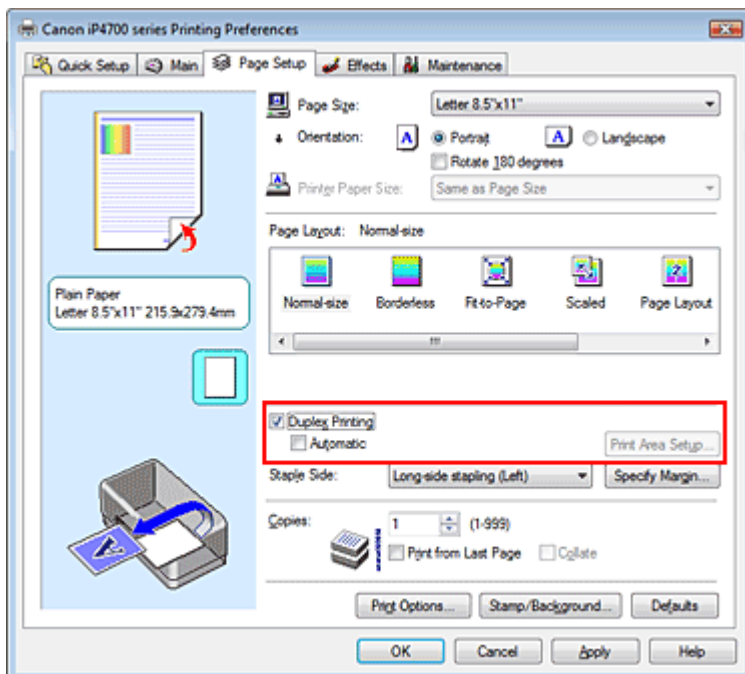 Canon iP4700 series Printing Preferences
Quick Setup Main Page Setup Effects Maintenance
Page Size: Letter 8.5"x11"
Orientation: A Portrait A Landscape
Rotate 180 degrees
Printer Paper Size: Same as Page Size
Page Layout: Normal-size
Normal-size Borderless Fit-to-Page Scaled Page Layout
Plain Paper
Letter 8.5"x11" 215.9x279.4mm
Duplex Printing
Automatic Print Area Setup...
Staple Side: Long-side stapling (Left) Specify Margin...
Copies: 1 (1-999)
Print from Last Page Collate
Print Options... Stamp/Background... Defaults
OK Cancel Apply Help